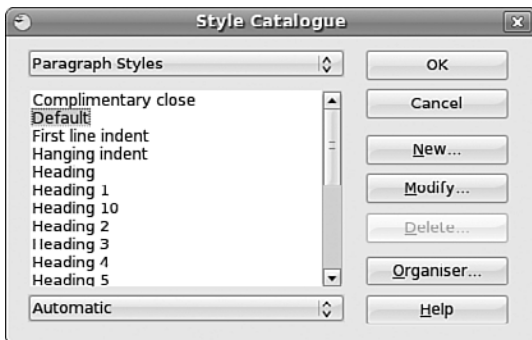 Style Catalogue
Paragraph Styles
Complimentary close
Default
First line indent
Hanging indent
Heading
Heading 1
Heading 10
Heading 2
Heading 3
Heading 4
Heading 5
Automatic
OK
Cancel
New...
Modify...
Delete...
Organiser...
Help